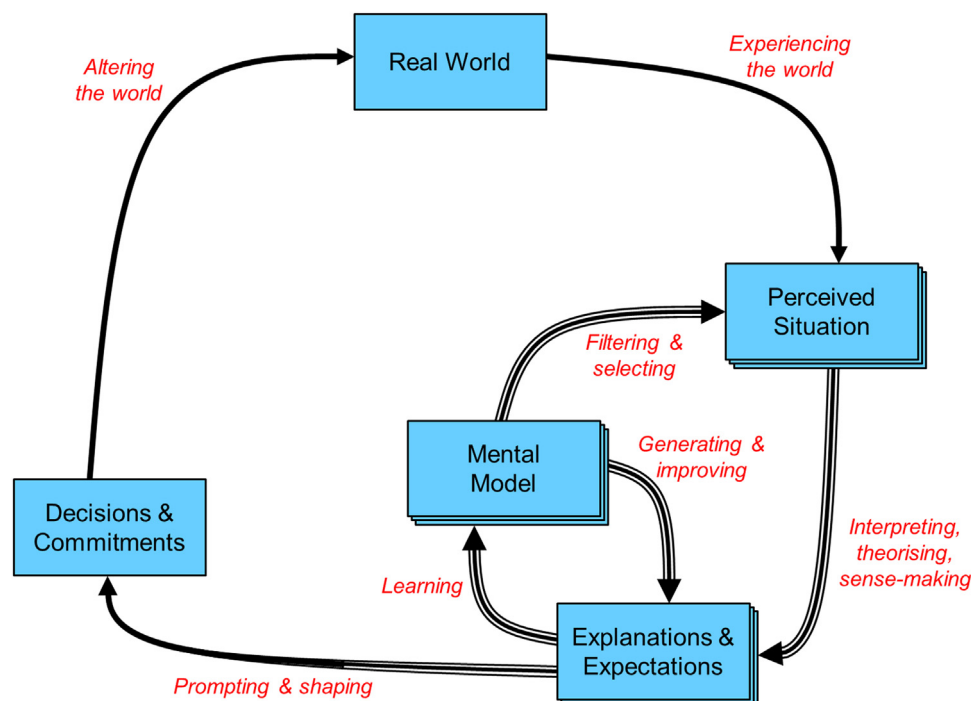 Real World
Experiencing
the world
Altering
the world
Perceived
Situation
Filtering &
selecting
Mental
Model
Generating &
improving
Decisions &
Commitments
Interpreting,
theorising,
sense-making
Learning
Explanations &
Expectations
Prompting & shaping